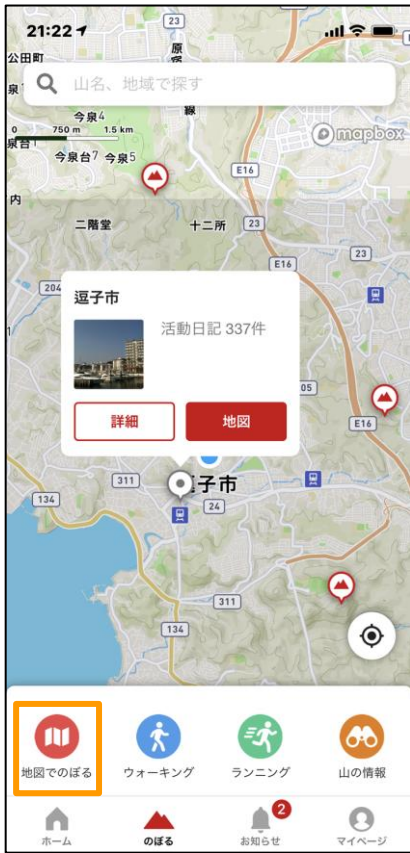 21:22
23
公田町
原
宿
線
山名、地域で探す
今泉4
0 750 m 1.5 km
mapbox
今泉台7 今泉5
E16
内
二階堂
十二所
23
E16
23
204
逗子市
活動日記 337件
詳細
地図
05
E16
311
子市
134
24
311
134
地図でのぼる
ウォーキング
ランニング
山の情報
2
ホーム
のぼる
お知らせ
マイページ